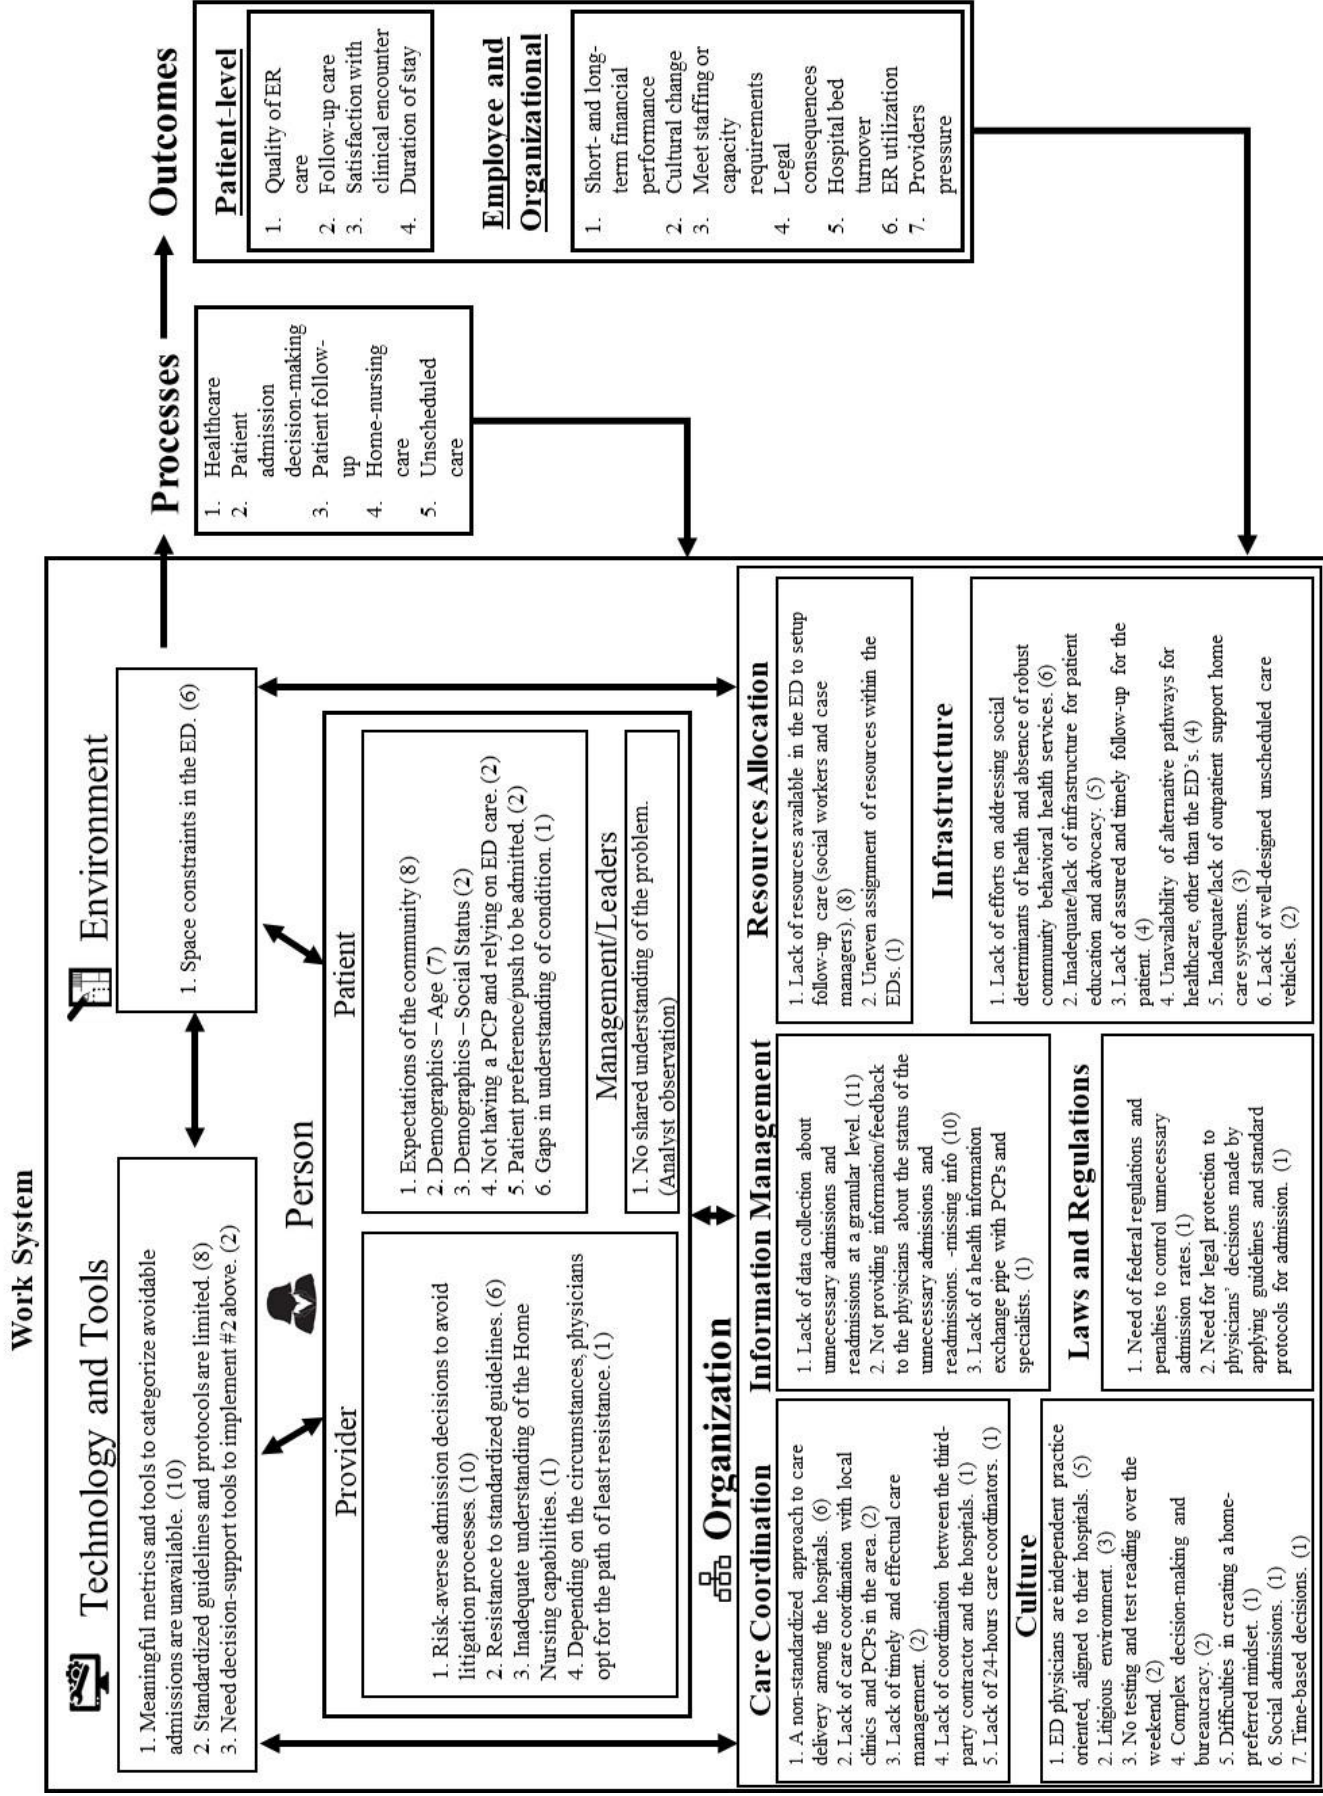 Work System
Technology and Tools
1. Meaningful metrics and tools to categorize avoidable
admissions are unavailable. (10)
2. Standardized guidelines and protocols are limited. (8)
3. Need decision-support tools to implement #2 above. (2)
Environment
1. Space constraints in the ED. (6)
Person
Provider
1. Risk-averse admission decisions to avoid
litigation processes. (10)
2. Resistance to standardized guidelines. (6)
3. Inadequate understanding of the Home
Nursing capabilities. (1)
4. Depending on the circumstances, physicians
opt for the path of least resistance. (1)
Patient
1. Expectations of the community (8)
2. Demographics – Age (7)
3. Demographics – Social Status (2)
4. Not having a PCP and relying on ED care. (2)
5. Patient preference/push to be admitted. (2)
6. Gaps in understanding of condition. (1)
Management/Leaders
1. No shared understanding of the problem.
(Analyst observation)
Organization
Care Coordination
1. A non-standardized approach to care
delivery among the hospitals. (6)
2. Lack of care coordination with local
clinics and PCPs in the area. (2)
3. Lack of timely and effectual care
management. (2)
4. Lack of coordination between the third-
party contractor and the hospitals. (1)
5. Lack of 24-hours care coordinators. (1)
Culture
1. ED physicians are independent practice
oriented, aligned to their hospitals. (5)
2. Litigious environment. (3)
3. No testing and test reading over the
weekend. (2)
4. Complex decision-making and
bureaucracy. (2)
5. Difficulties in creating a home-
preferred mindset. (1)
6. Social admissions. (1)
7. Time-based decisions. (1)
Information Management
1. Lack of data collection about
unnecessary admissions and
readmissions at a granular level. (11)
2. Not providing information/feedback
to the physicians about the status of the
unnecessary admissions and
readmissions. -missing info (10)
3. Lack of a health information
exchange pipe with PCPs and
specialists. (1)
Laws and Regulations
1. Need of federal regulations and
penalties to control unnecessary
admission rates. (1)
2. Need for legal protection to
physicians' decisions made by
applying guidelines and standard
protocols for admission. (1)
Resources Allocation
1. Lack of resources available in the ED to setup
follow-up care (social workers and case
managers). (8)
2. Uneven assignment of resources within the
EDs. (1)
Infrastructure
1. Lack of efforts on addressing social
determinants of health and absence of robust
community behavioral health services. (6)
2. Inadequate/lack of infrastructure for patient
education and advocacy. (5)
3. Lack of assured and timely follow-up for the
patient. (4)
4. Unavailability of alternative pathways for
healthcare, other than the ED's. (4)
5. Inadequate/lack of outpatient support home
care systems. (3)
6. Lack of well-designed unscheduled care
vehicles. (2)
Processes
1. Healthcare
2. Patient
admission
decision-making
3. Patient follow-
up
4. Home-nursing
care
5. Unscheduled
care
Outcomes
Patient-level
1. Quality of ER
care
2. Follow-up care
3. Satisfaction with
clinical encounter
4. Duration of stay
Employee and
Organizational
1. Short- and long-
term financial
performance
2. Cultural change
3. Meet staffing or
capacity
requirements
4. Legal
consequences
5. Hospital bed
turnover
6. ER utilization
7. Providers
pressure